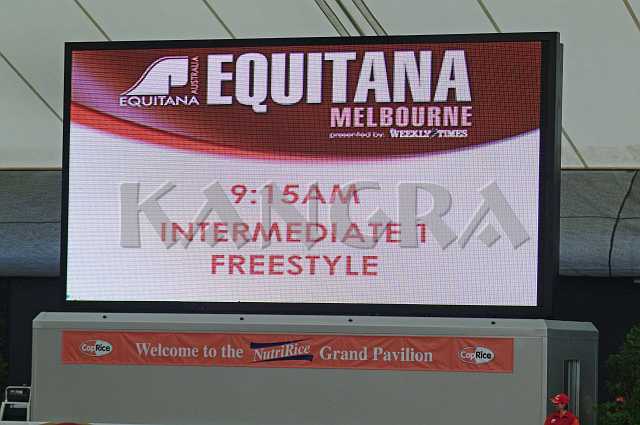 EQUITANA
AUSTRALIA
EQUITANA
MELBOURNE
presented by: WEEKLY TIMES
9:15AM
KANGRA
INTERMEDIATE 1
FREESTYLE
CopRice Welcome to the NutriRice Grand Pavilion CopRice